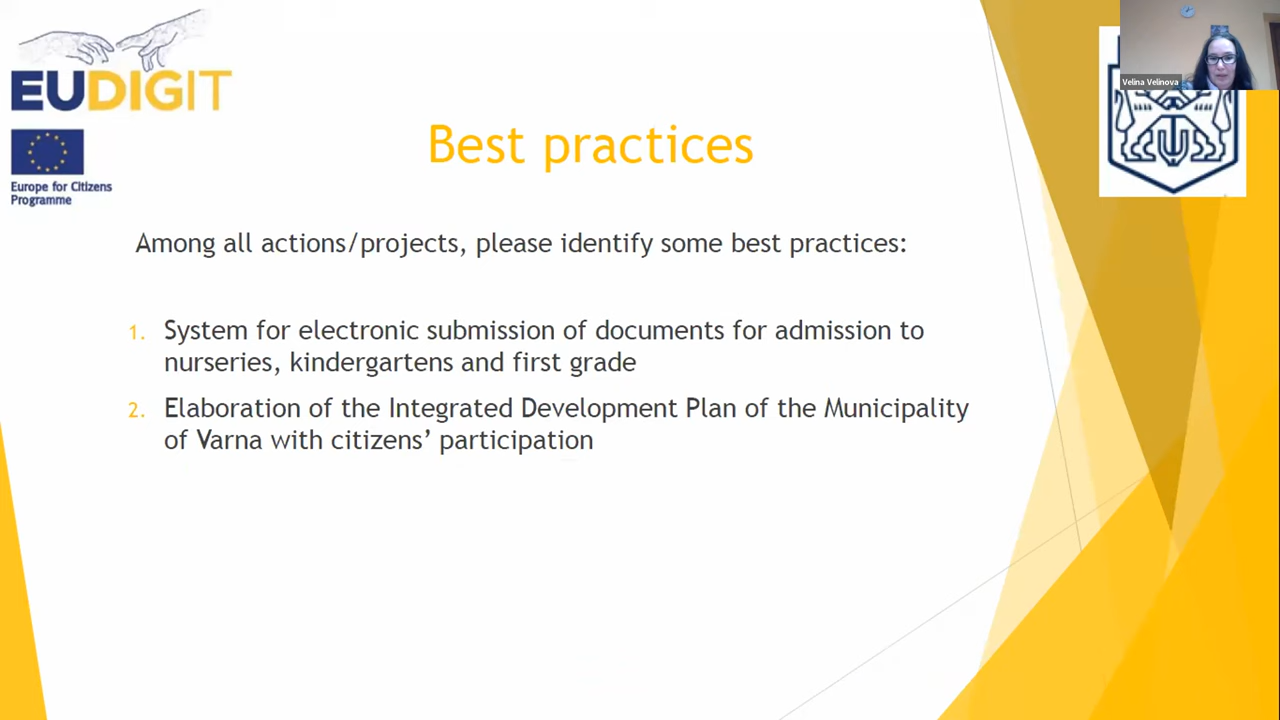 EUDIGIT
Europe for Citizens
Programme
Velina Velinova
Best practices
Among all actions/projects, please identify some best practices:
1. System for electronic submission of documents for admission to
nurseries, kindergartens and first grade
2. Elaboration of the Integrated Development Plan of the Municipality
of Varna with citizens’ participation